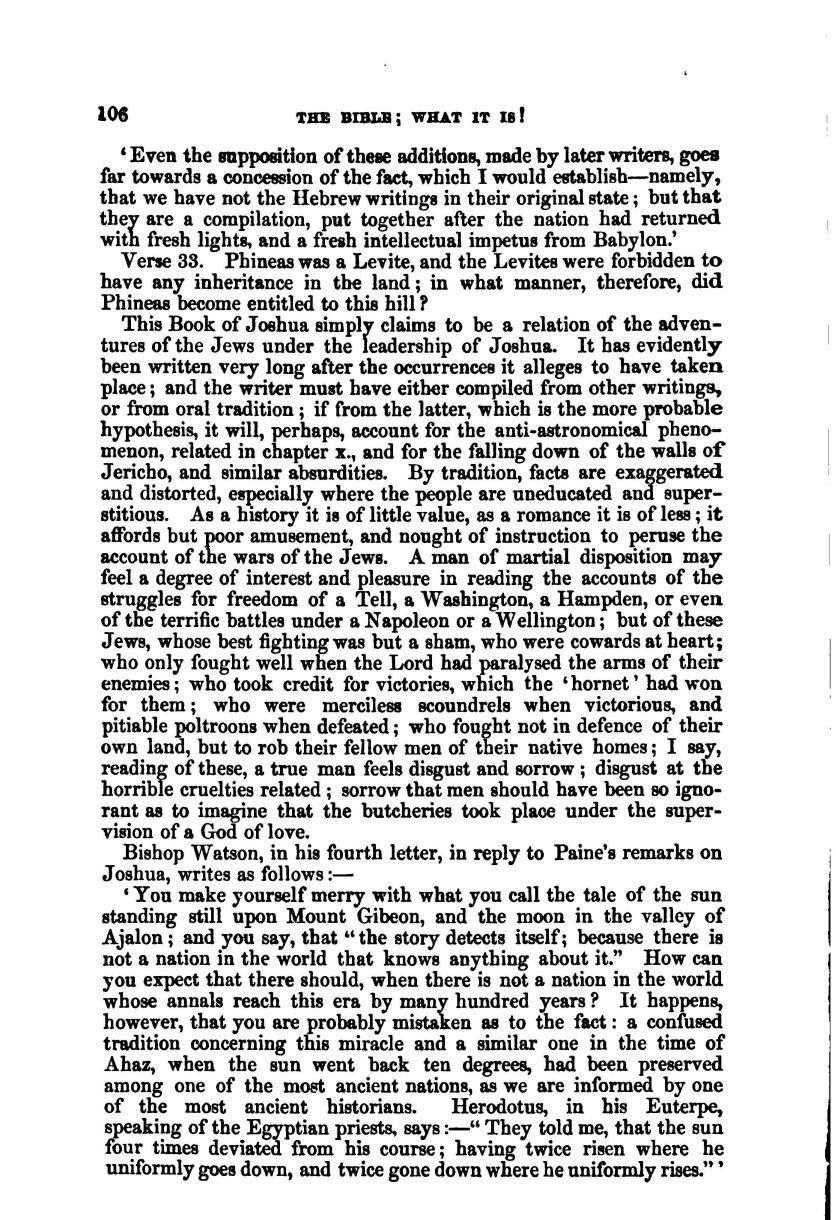 106 THE BIBLE; WHAT IT IS!
‘Even the supposition of these additions, made by later writers, goes
far towards a concession of the fact, which I would establish—namely,
that we have not the Hebrew writings in their original state; but that
they are a compilation, put together after the nation had returned
with fresh lights, and a fresh intellectual impetus from Babylon.’
Verse 33. Phineas was a Levite, and the Levites were forbidden to
have any inheritance in the land; in what manner, therefore, did
Phineas become entitled to this hill?
This Book of Joshua simply claims to be a relation of the adven-
tures of the Jews under the leadership of Joshua. It has evidently
been written very long after the occurrences it alleges to have taken
place; and the writer must have either compiled from other writings,
or from oral tradition; if from the latter, which is the more probable
hypothesis, it will, perhaps, account for the anti-astronomical pheno-
menon, related in chapter x., and for the falling down of the walls of
Jericho, and similar absurdities. By tradition, facts are exaggerated
and distorted, especially where the people are uneducated and super-
stitious. As a history it is of little value, as a romance it is of less; it
affords but poor amusement, and nought of instruction to peruse the
account of the wars of the Jews. A man of martial disposition may
feel a degree of interest and pleasure in reading the accounts of the
struggles for freedom of a Tell, a Washington, a Hampden, or even
of the terrific battles under a Napoleon or a Wellington; but of these
Jews, whose best fighting was but a sham, who were cowards at heart;
who only fought well when the Lord had paralysed the arms of their
enemies; who took credit for victories, which the ‘hornet’ had won
for them; who were merciless scoundrels when victorious, and
pitiable poltroons when defeated; who fought not in defence of their
own land, but to rob their fellow men of their native homes; I say,
reading of these, a true man feels disgust and sorrow; disgust at the
horrible cruelties related; sorrow that men should have been so igno-
rant as to imagine that the butcheries took place under the super-
vision of a God of love.
Bishop Watson, in his fourth letter, in reply to Paine’s remarks on
Joshua, writes as follows:—
‘You make yourself merry with what you call the tale of the sun
standing still upon Mount Gibeon, and the moon in the valley of
Ajalon; and you say, that “the story detects itself; because there is
not a nation in the world that knows anything about it.” How can
you expect that there should, when there is not a nation in the world
whose annals reach this era by many hundred years? It happens,
however, that you are probably mistaken as to the fact: a confused
tradition concerning this miracle and a similar one in the time of
Ahaz, when the sun went back ten degrees, had been preserved
among one of the most ancient nations, as we are informed by one
of the most ancient historians. Herodotus, in his Euterpe,
speaking of the Egyptian priests, says:—“They told me, that the sun
four times deviated from his course; having twice risen where he
uniformly goes down, and twice gone down where he uniformly rises.”’